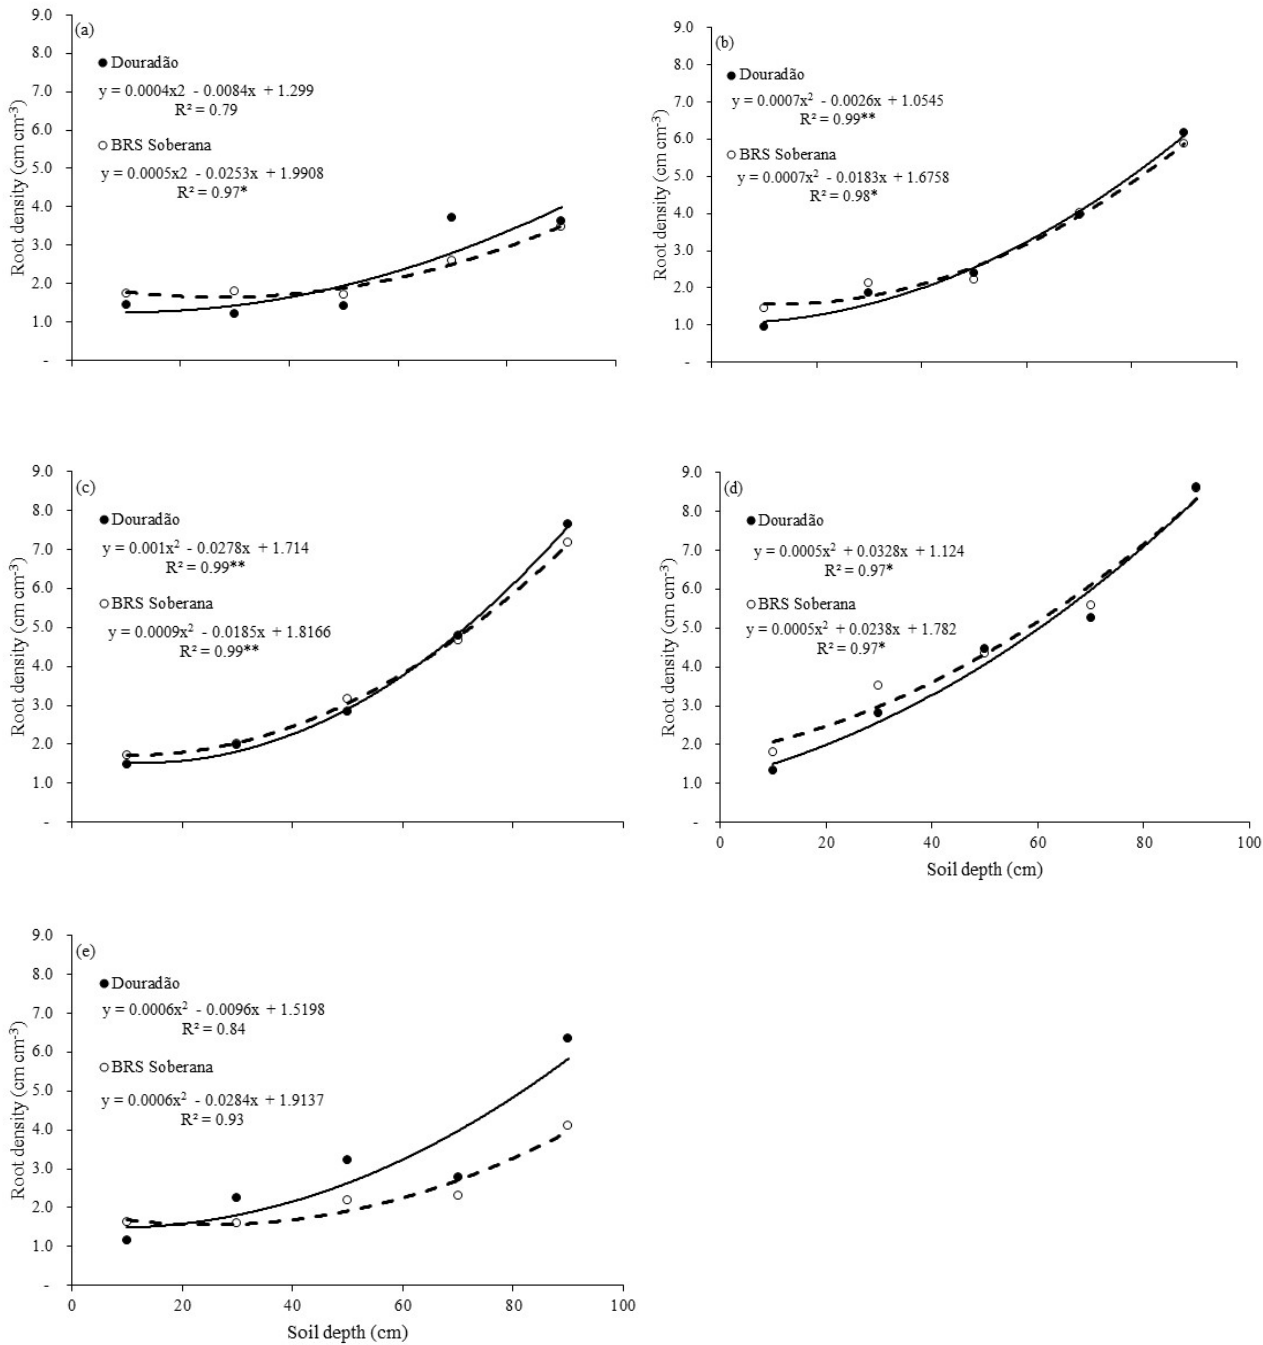 (a)
9.0
8.0
7.0
6.0
5.0
4.0
3.0
2.0
1.0
-
Root density (cm cm-3)
Douradão
y = 0.0004x2 - 0.0084x + 1.299
R² = 0.79
BRS Soberana
y = 0.0005x2 - 0.0253x + 1.9908
R² = 0.97*
(b)
9.0
8.0
7.0
6.0
5.0
4.0
3.0
2.0
1.0
-
Root density (cm cm-3)
Douradão
y = 0.0007x2 - 0.0026x + 1.0545
R² = 0.99**
BRS Soberana
y = 0.0007x2 - 0.0183x + 1.6758
R² = 0.98*
(c)
9.0
8.0
7.0
6.0
5.0
4.0
3.0
2.0
1.0
-
Root density (cm cm-3)
Douradão
y = 0.001x2 - 0.0278x + 1.714
R² = 0.99**
BRS Soberana
y = 0.0009x2 - 0.0185x + 1.8166
R² = 0.99**
(d)
9.0
8.0
7.0
6.0
5.0
4.0
3.0
2.0
1.0
-
Root density (cm cm-3)
Douradão
y = 0.0005x2 + 0.0328x + 1.124
R² = 0.97*
BRS Soberana
y = 0.0005x2 + 0.0238x + 1.782
R² = 0.97*
0 20 40 60 80 100
Soil depth (cm)
(e)
9.0
8.0
7.0
6.0
5.0
4.0
3.0
2.0
1.0
-
Root density (cm cm-3)
Douradão
y = 0.0006x2 - 0.0096x + 1.5198
R² = 0.84
BRS Soberana
y = 0.0006x2 - 0.0284x + 1.9137
R² = 0.93
0 20 40 60 80 100
Soil depth (cm)